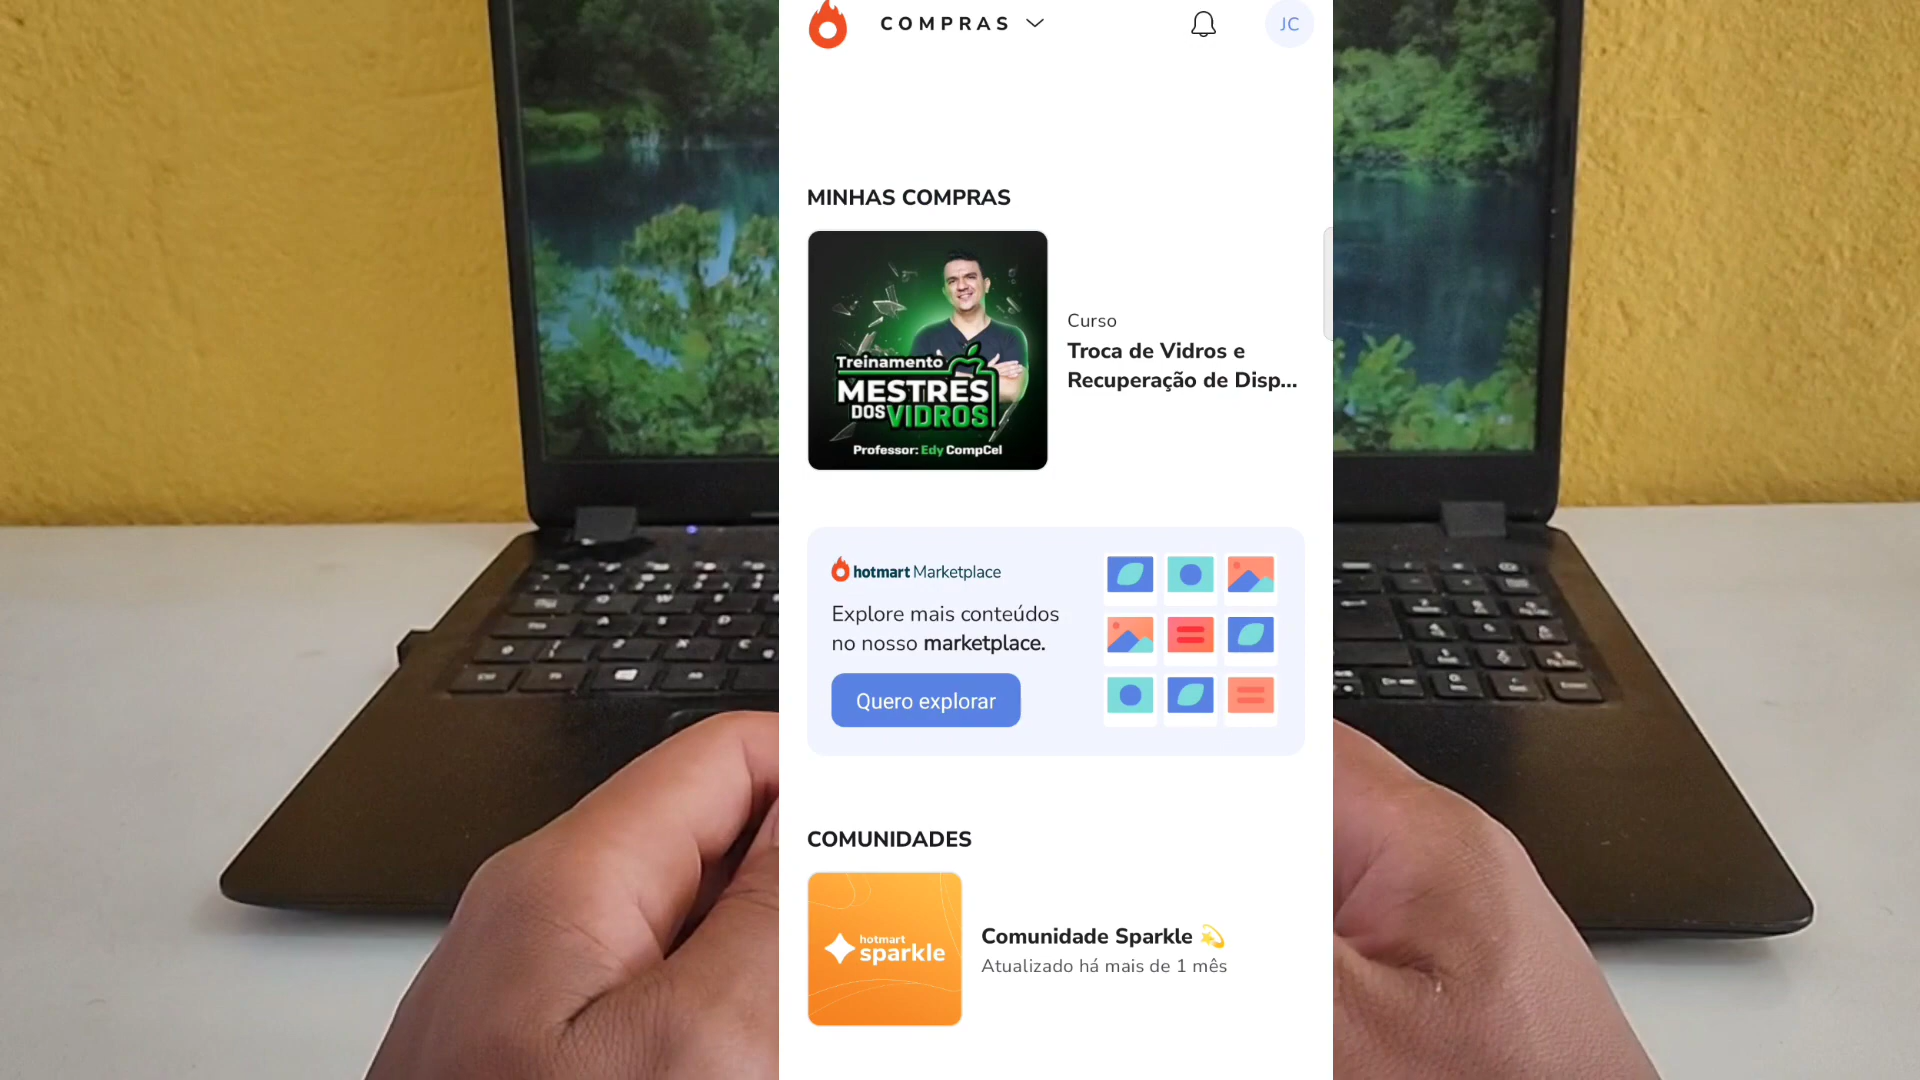 COMPRAS
JC
MINHAS COMPRAS
Treinamento
MESTRES
DOS VIDROS
Professor: Edy CompCel
Curso
Troca de Vidros e
Recuperação de Disp...
hotmart Marketplace
Explore mais conteúdos
no nosso marketplace.
Quero explorar
COMUNIDADES
hotmart
sparkle
Comunidade Sparkle 💫
Atualizado há mais de 1 mês